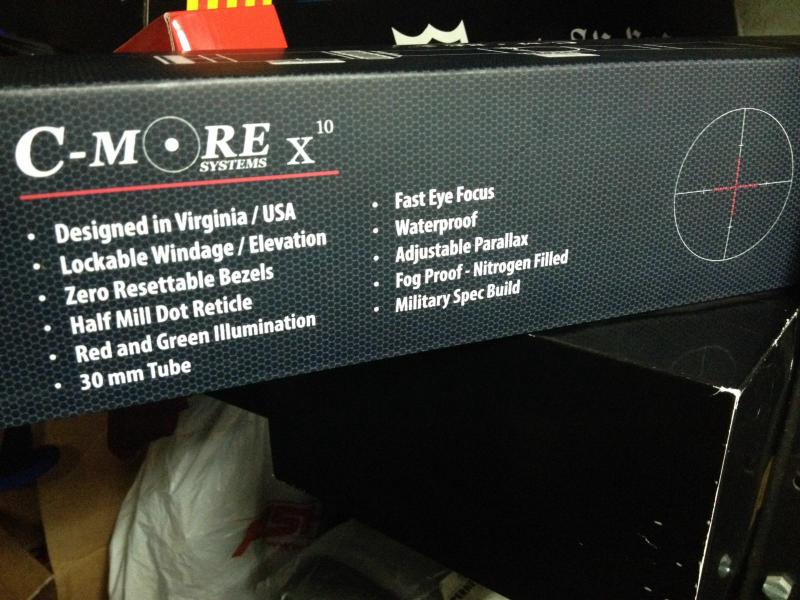 C-MORE
SYSTEMS
X10
• Designed in Virginia / USA
• Lockable Windage / Elevation
• Zero Resettable Bezels
• Half Mill Dot Reticle
• Red and Green Illumination
• 30 mm Tube
• Fast Eye Focus
• Waterproof
• Adjustable Parallax
• Fog Proof - Nitrogen Filled
• Military Spec Build